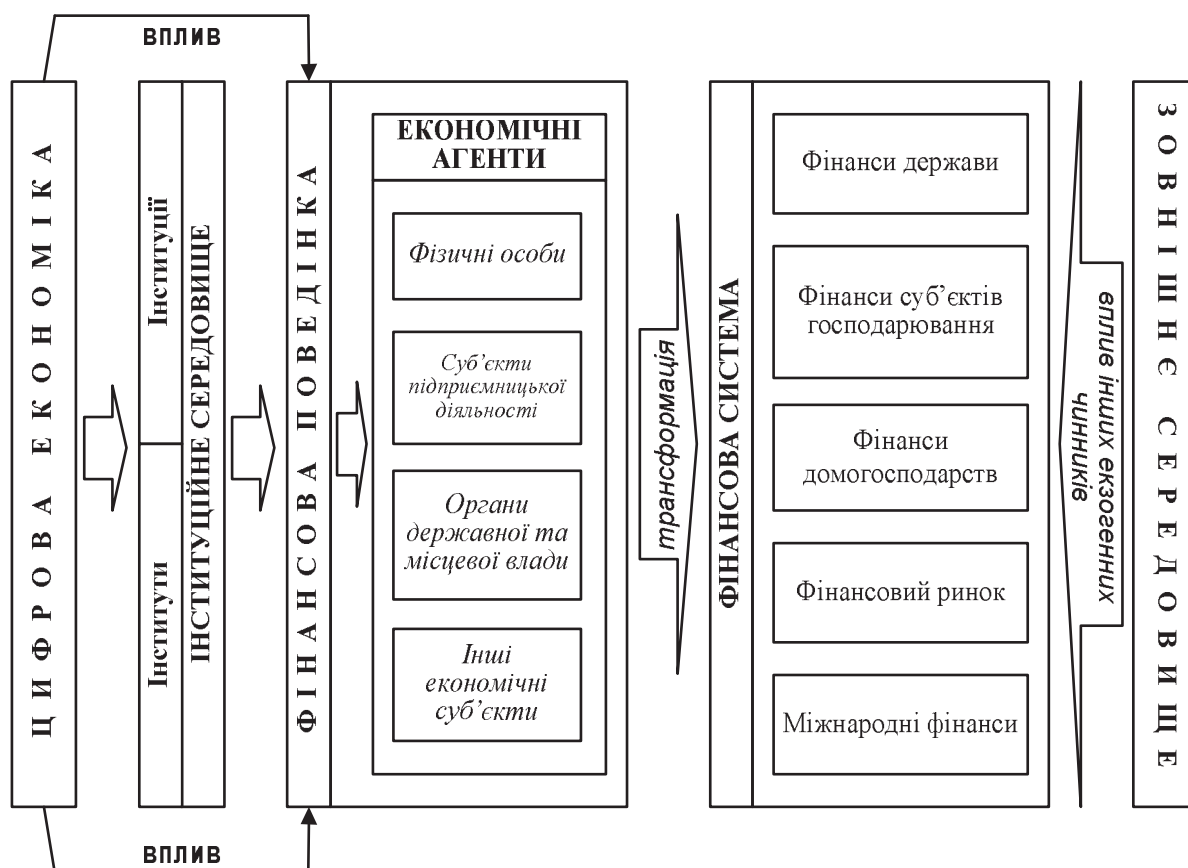 ВПЛИВ
ЦИФРОВА ЕКОНОМІКА
Інституції
Інститути
ІНСТИТУЦІЙНЕ СЕРЕДОВИЩЕ
ФІНАНСОВА ПОВЕДІНКА
ЕКОНОМІЧНІ
АГЕНТИ
Фізичні особи
Суб’єкти
підприємницької
діяльності
Органи
державної та
місцевої влади
Інші
економічні
суб’єкти
трансформація
ФІНАНСОВА СИСТЕМА
Фінанси держави
Фінанси суб’єктів
господарювання
Фінанси
домогосподарств
Фінансовий ринок
Міжнародні фінанси
вплив інших екзогенних
чинників
ЗОВНІШНЄ СЕРЕДОВИЩЕ
ВПЛИВ